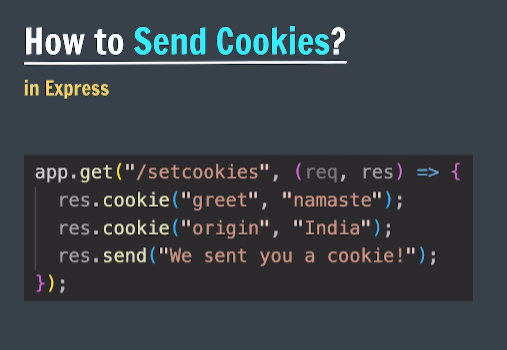 How to Send Cookies?
in Express
app.get("/setcookies", (req, res) => {
  res.cookie("greet", "namaste");
  res.cookie("origin", "India");
  res.send("We sent you a cookie!");
});